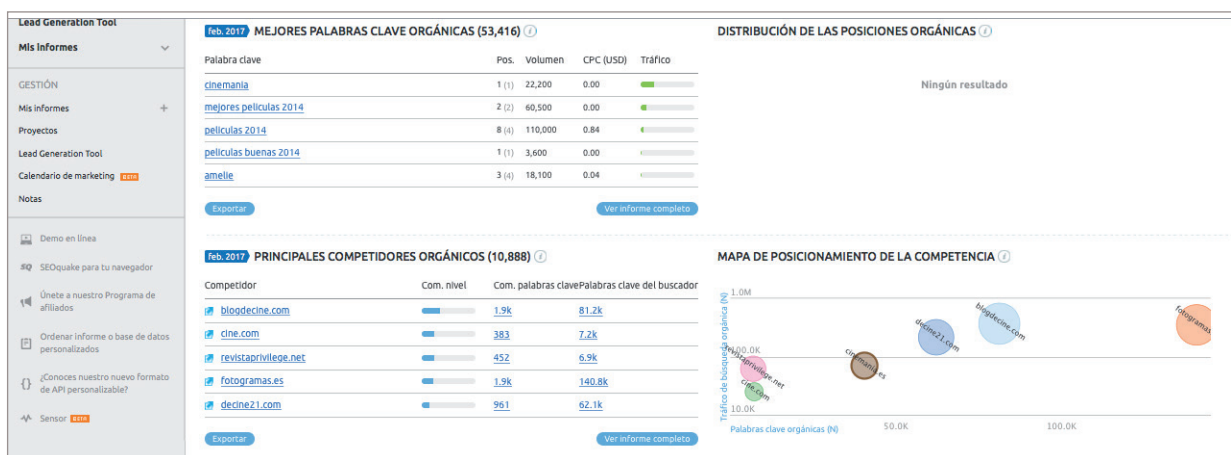 Lead Generation Tool
Mis informes
GESTIÓN
Mis informes +
Proyectos
Lead Generation Tool
Calendario de marketing BETA
Notas
Demo en línea
SEOquake para tu navegador
Únete a nuestro Programa de
afiliados
Ordenar informe o base de datos
personalizados
¿Conoces nuestro nuevo formato
de API personalizable?
Sensor BETA
feb. 2017 MEJORES PALABRAS CLAVE ORGÁNICAS (53,416) i
Palabra clave Pos. Volumen CPC (USD) Tráfico
cinemania 1 (1) 22,200 0.00
mejores peliculas 2014 2 (2) 60,500 0.00
peliculas 2014 8 (4) 110,000 0.84
peliculas buenas 2014 1 (1) 3,600 0.00
amelie 3 (4) 18,100 0.04
Exportar Ver informe completo
DISTRIBUCIÓN DE LAS POSICIONES ORGÁNICAS i
Ningún resultado
feb. 2017 PRINCIPALES COMPETIDORES ORGÁNICOS (10,888) i
Competidor Com. nivel Com. palabras clave Palabras clave del buscador
blogdecine.com 1.9k 81.2k
cine.com 383 7.2k
revistaprivilege.net 452 6.9k
fotogramas.es 1.9k 140.8k
decine21.com 961 62.1k
Exportar Ver informe completo
MAPA DE POSICIONAMIENTO DE LA COMPETENCIA i
Tráfico de búsqueda orgánica (N)
1.0M
100.0K
10.0K
revistaprivilege.net
cine.com
cinemania.es
decine21.com
blogdecine.com
fotogramas
50.0K 100.0K
Palabras clave orgánicas (N)